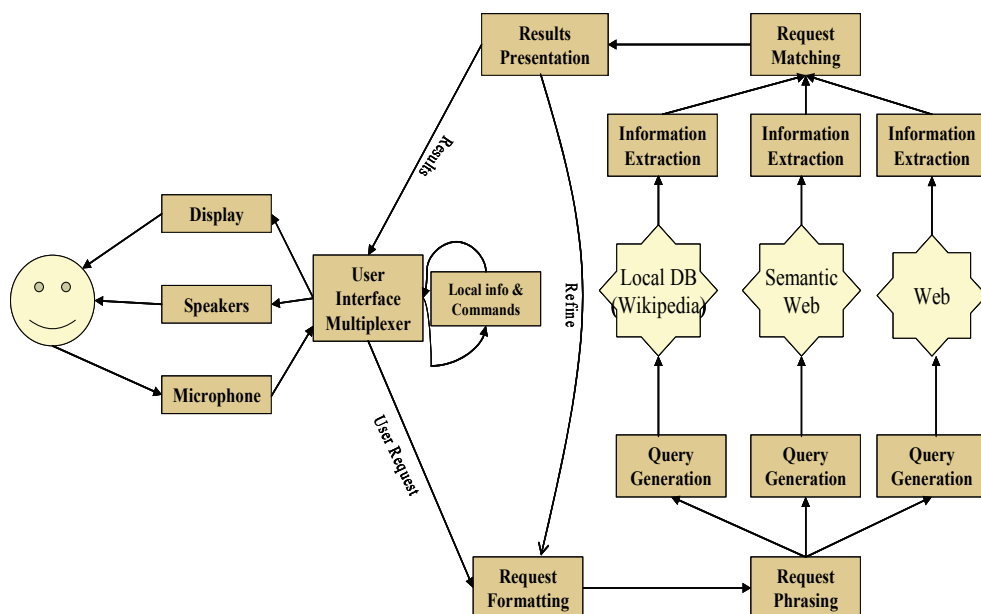 Results
Presentation
Request
Matching
Information
Extraction
Information
Extraction
Information
Extraction
Results
Display
User
Interface
Multiplexer
Local info &
Commands
Speakers
Microphone
Refine
Local DB
(Wikipedia)
Semantic
Web
Web
User Request
Query
Generation
Query
Generation
Query
Generation
Request
Formatting
Request
Phrasing